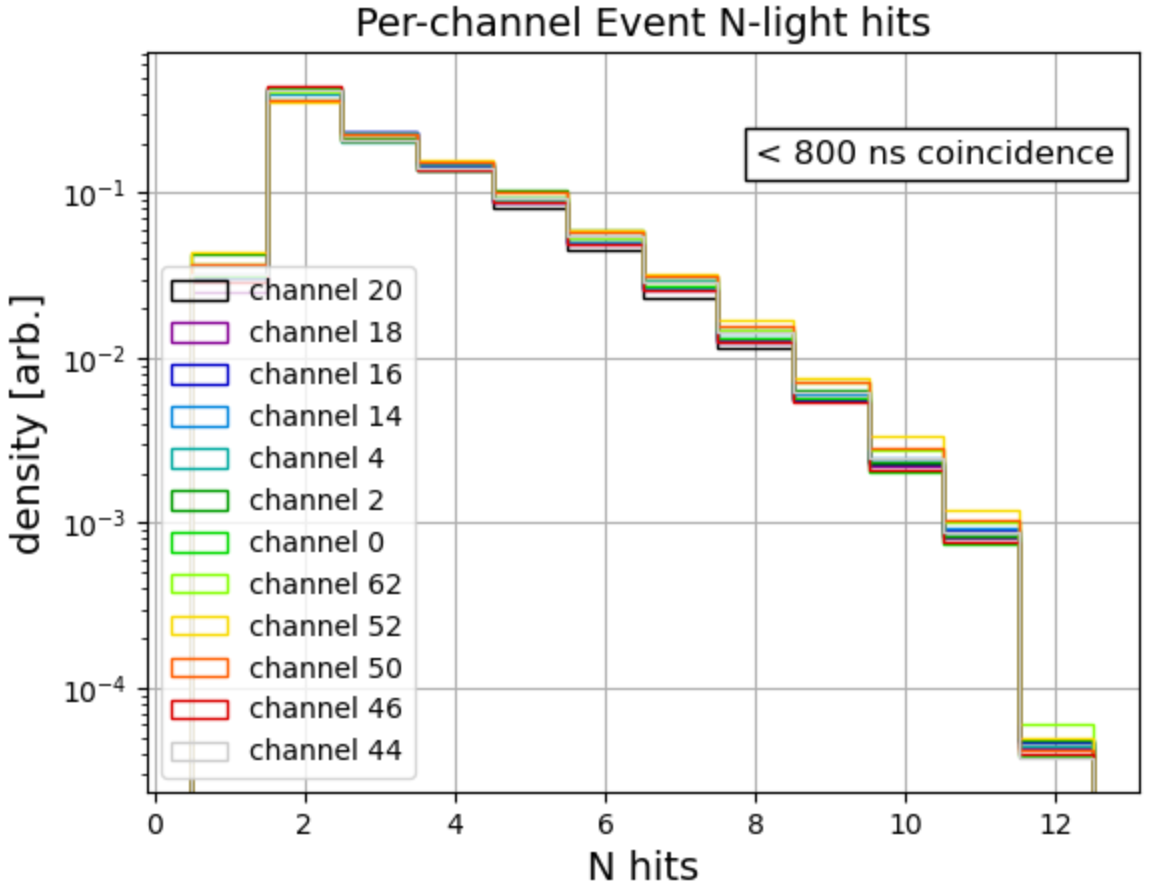 Per-channel Event N-light hits
< 800 ns coincidence
density [arb.]
10⁻¹
10⁻²
10⁻³
10⁻⁴
channel 20
channel 18
channel 16
channel 14
channel 4
channel 2
channel 0
channel 62
channel 52
channel 50
channel 46
channel 44
0 2 4 6 8 10 12
N hits